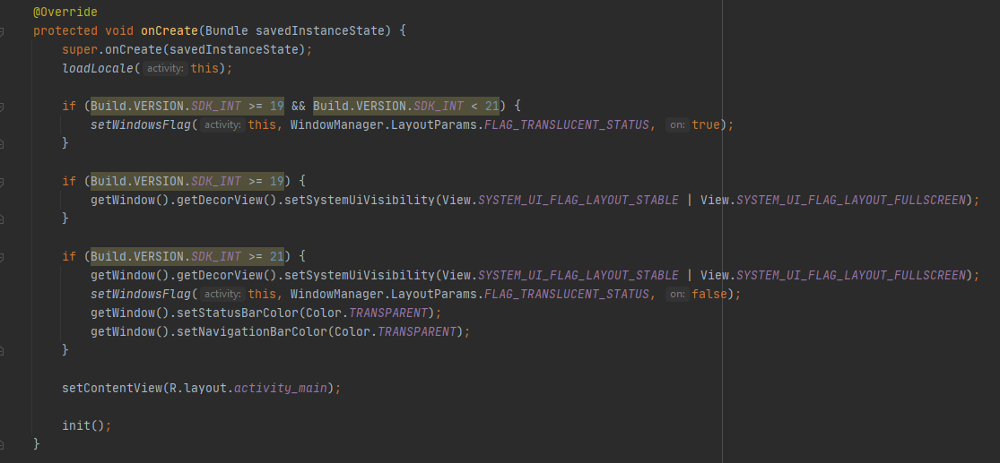 @Override
protected void onCreate(Bundle savedInstanceState) {
super.onCreate(savedInstanceState);
loadLocale( activity: this);
if (Build.VERSION.SDK_INT >= 19 && Build.VERSION.SDK_INT < 21) {
setWindowsFlag( activity: this, WindowManager.LayoutParams.FLAG_TRANSLUCENT_STATUS, on: true);
}
if (Build.VERSION.SDK_INT >= 19) {
getWindow().getDecorView().setSystemUiVisibility(View.SYSTEM_UI_FLAG_LAYOUT_STABLE | View.SYSTEM_UI_FLAG_LAYOUT_FULLSCREEN);
}
if (Build.VERSION.SDK_INT >= 21) {
getWindow().getDecorView().setSystemUiVisibility(View.SYSTEM_UI_FLAG_LAYOUT_STABLE | View.SYSTEM_UI_FLAG_LAYOUT_FULLSCREEN);
setWindowsFlag( activity: this, WindowManager.LayoutParams.FLAG_TRANSLUCENT_STATUS, on: false);
getWindow().setStatusBarColor(Color.TRANSPARENT);
getWindow().setNavigationBarColor(Color.TRANSPARENT);
}
setContentView(R.layout.activity_main);
init();
}